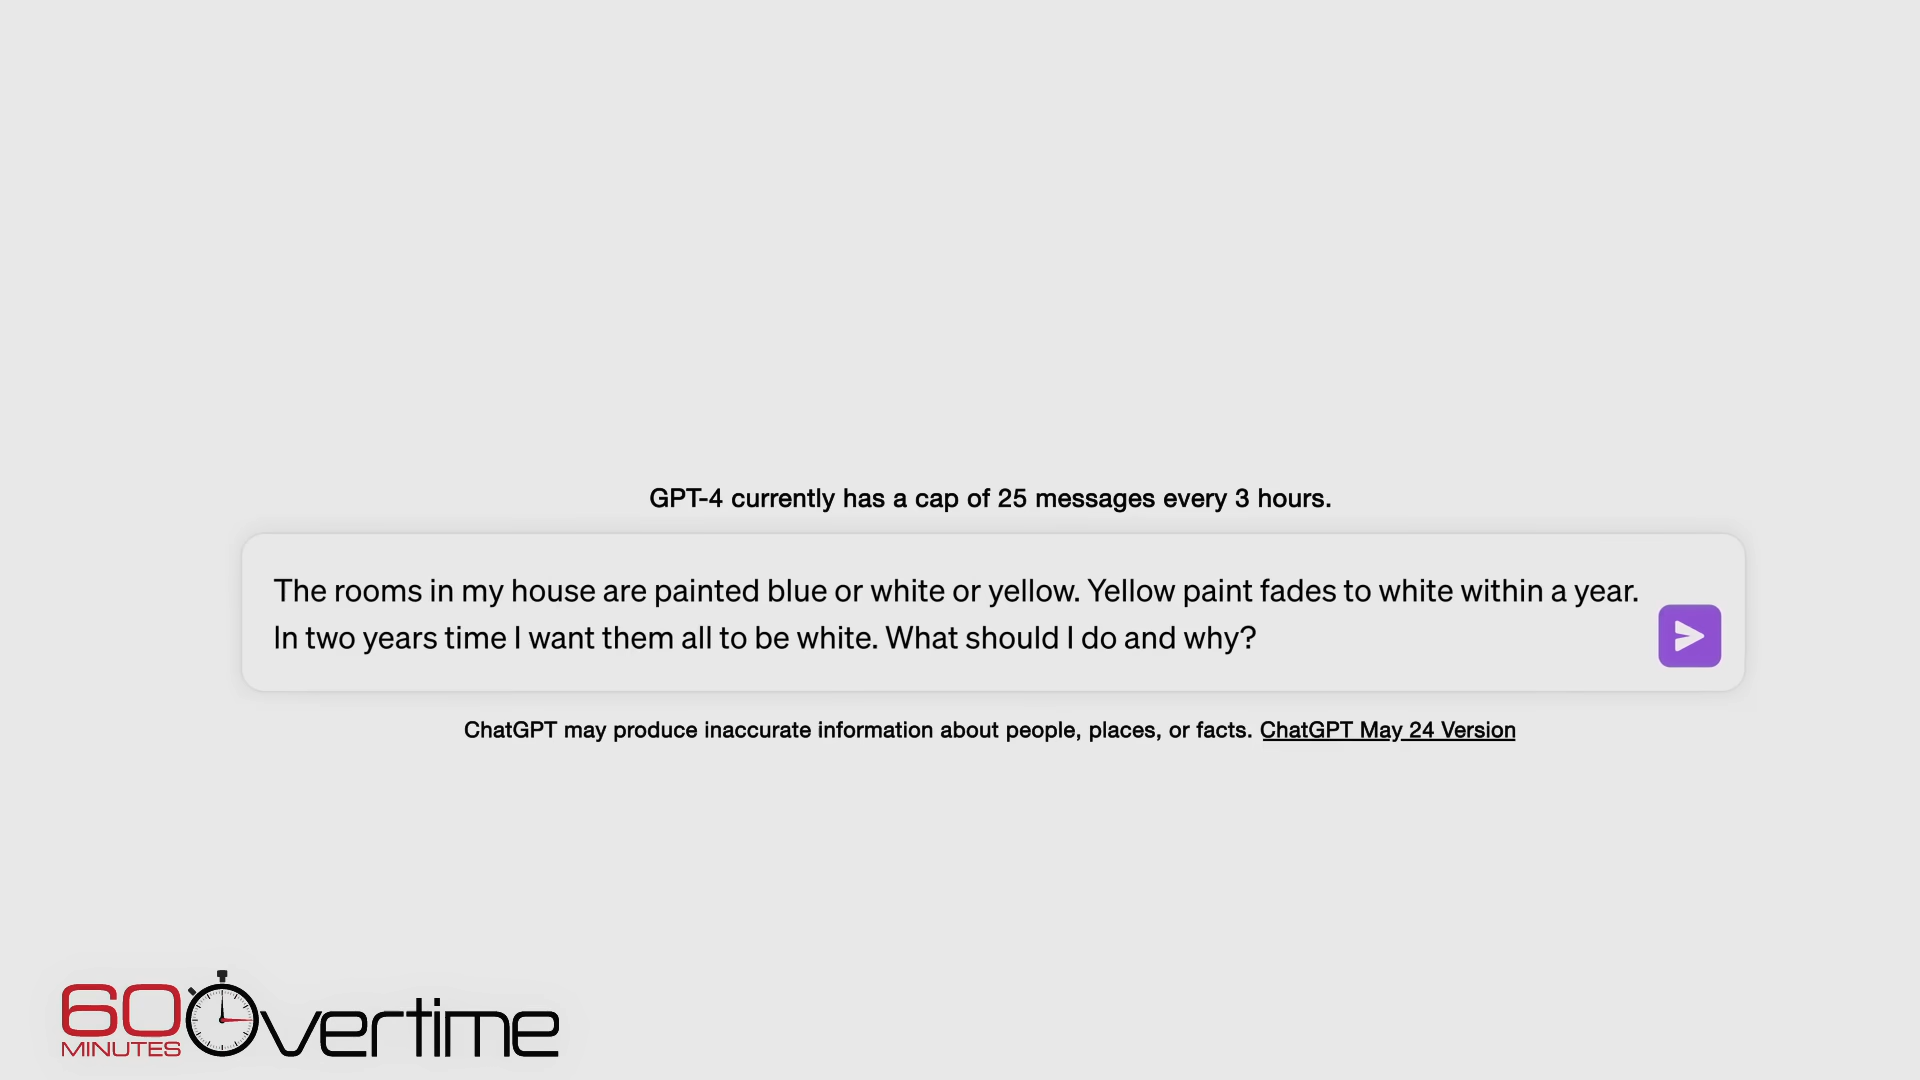 GPT-4 currently has a cap of 25 messages every 3 hours.
The rooms in my house are painted blue or white or yellow. Yellow paint fades to white within a year.
In two years time I want them all to be white. What should I do and why?
ChatGPT may produce inaccurate information about people, places, or facts. ChatGPT May 24 Version
60 Overtime
MINUTES